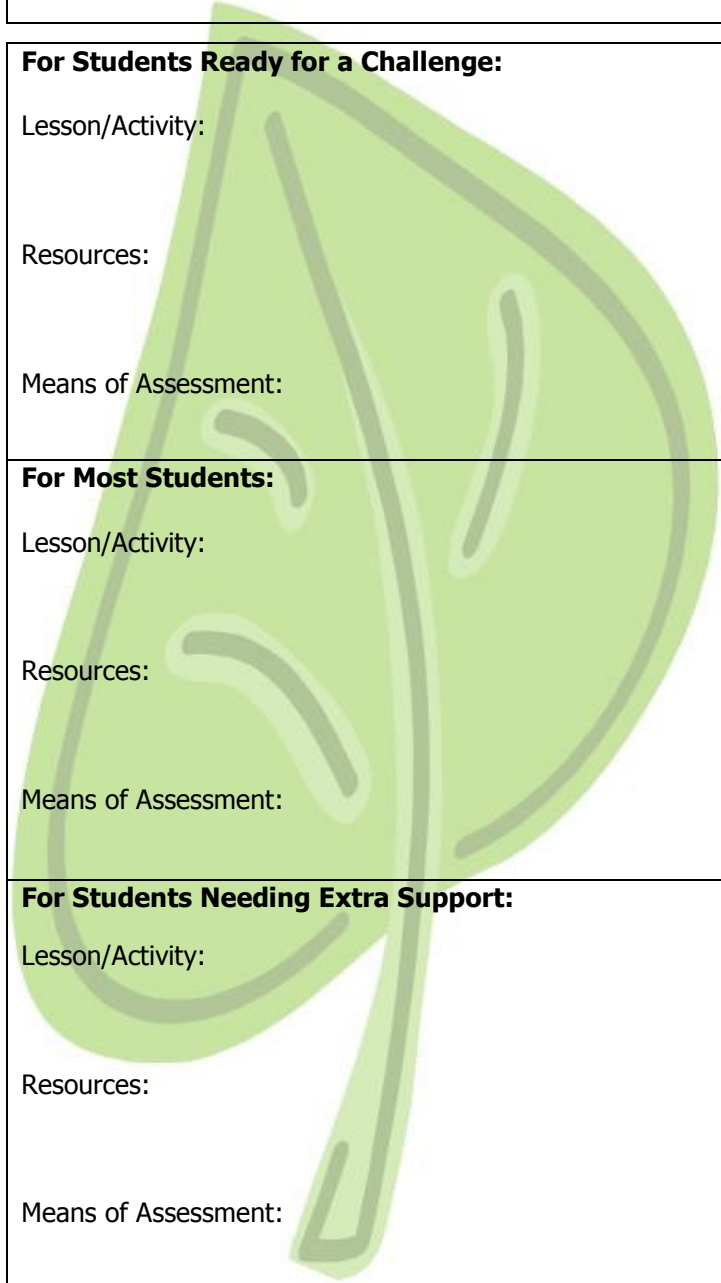 For Students Ready for a Challenge:
Lesson/Activity:
Resources:
Means of Assessment:
For Most Students:
Lesson/Activity:
Resources:
Means of Assessment:
For Students Needing Extra Support:
Lesson/Activity:
Resources:
Means of Assessment: